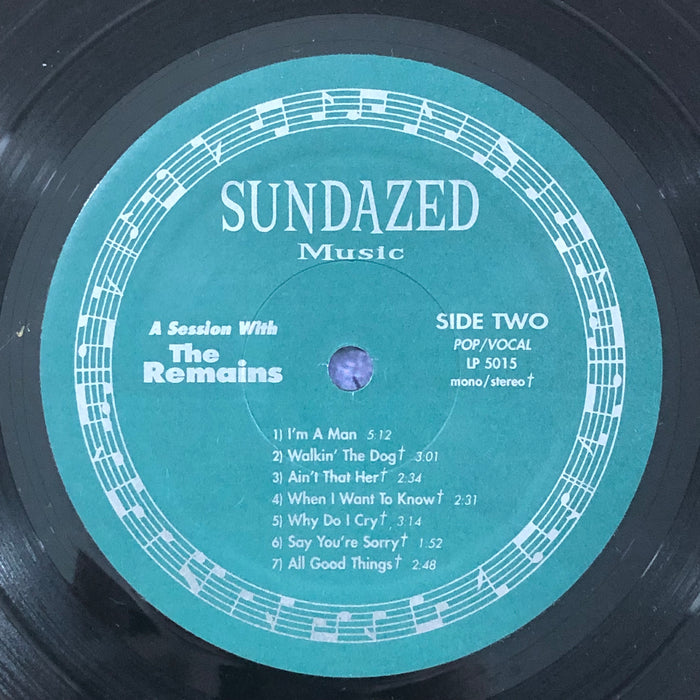 SUNDAZED
Music
A Session With
The
Remains
SIDE TWO
POP/VOCAL
LP 5015
mono/stereo†
1) I'm A Man 5:12
2) Walkin' The Dog† 3:01
3) Ain't That Her† 2:34
4) When I Want To Know† 2:31
5) Why Do I Cry† 3:14
6) Say You're Sorry† 1:52
7) All Good Things† 2:48